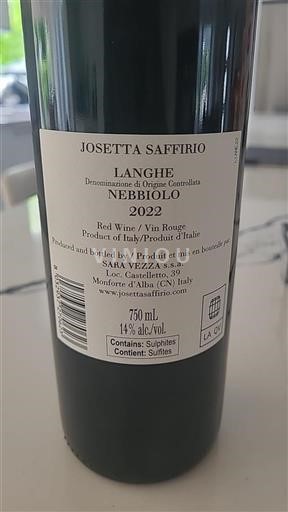 JOSETTA SAFFIRIO
LANGHE
Denominazione di Origine Controllata
NEBBIOLO
2022
Red Wine / Vin Rouge
Product of Italy/Produit d'Italie
Produced and bottled by / Produit et mis en bouteille par
SARA VEZZA s.s.a.
Loc. Castelletto, 39
Monforte d'Alba (CN) Italy
www.josettasaffirio.com
750 mL
14% alc/vol.
Contains: Sulphites
Contient: Sulfites